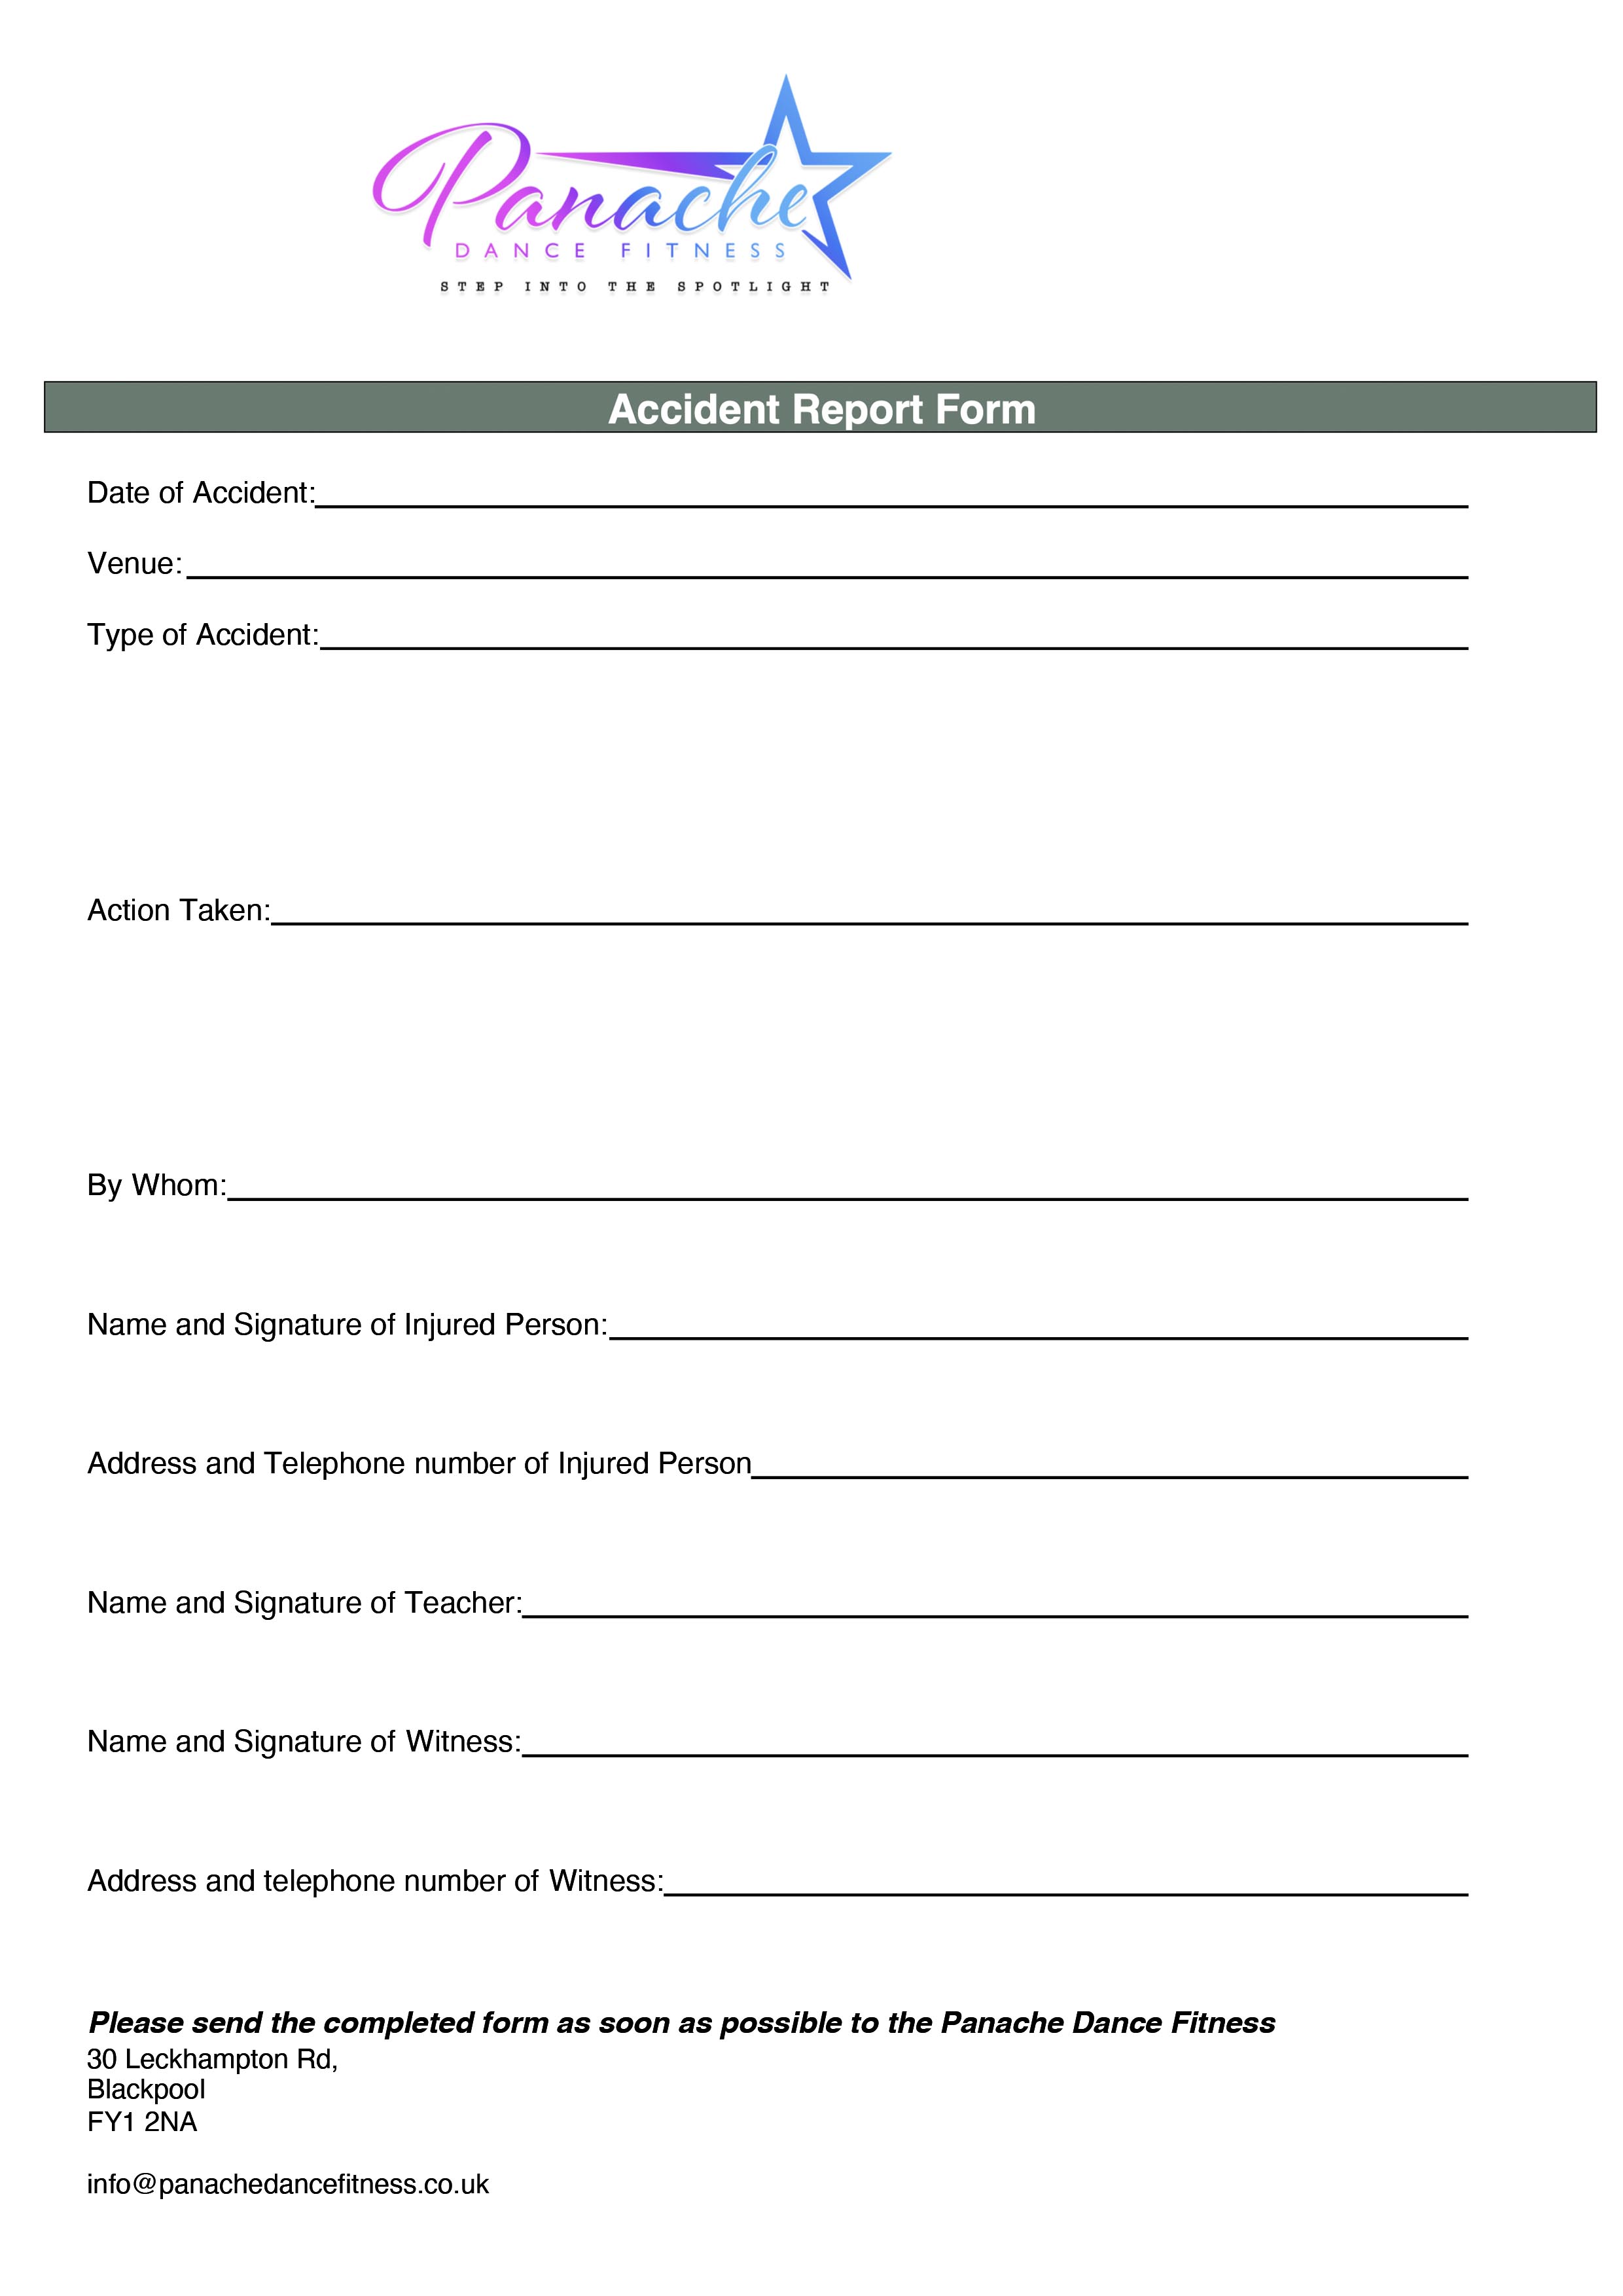 Panache
DANCE FITNESS
STEP INTO THE SPOTLIGHT
Accident Report Form
Date of Accident:
Venue:
Type of Accident:
Action Taken:
By Whom:
Name and Signature of Injured Person:
Address and Telephone number of Injured Person
Name and Signature of Teacher:
Name and Signature of Witness:
Address and telephone number of Witness:
Please send the completed form as soon as possible to the Panache Dance Fitness
30 Leckhampton Rd,
Blackpool
FY1 2NA
info@panachedancefitness.co.uk